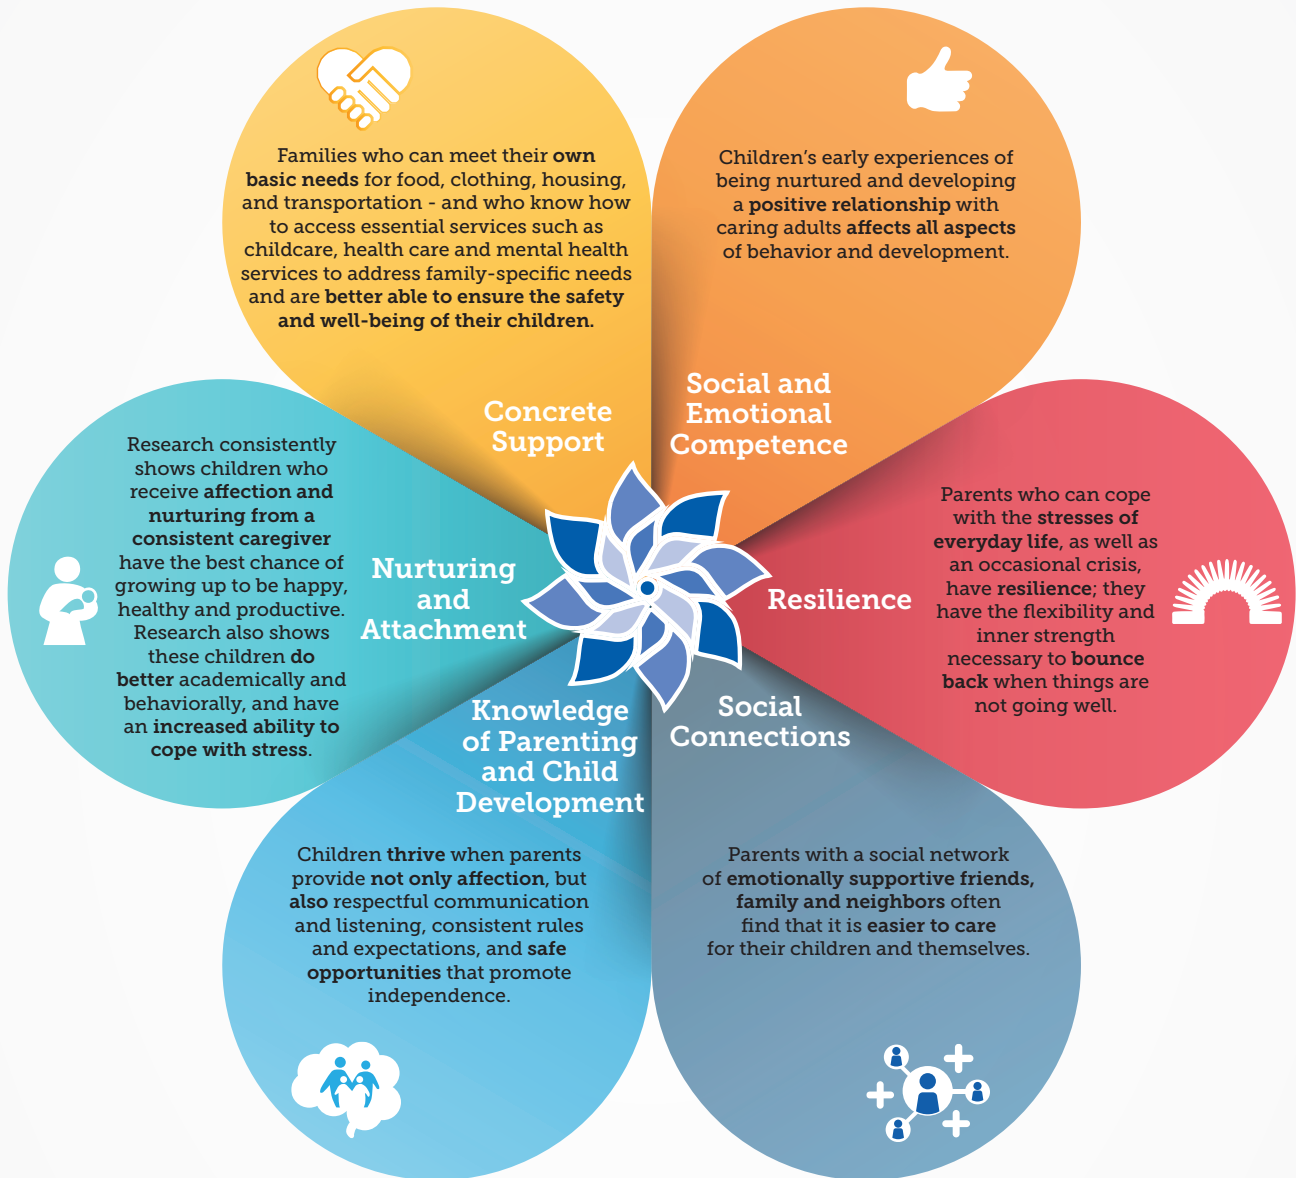 Families who can meet their own
basic needs for food, clothing, housing,
and transportation - and who know how
to access essential services such as
childcare, health care and mental health
services to address family-specific needs
and are better able to ensure the safety
and well-being of their children.
Concrete
Support
Children’s early experiences of
being nurtured and developing
a positive relationship with
caring adults affects all aspects
of behavior and development.
Social and
Emotional
Competence
Research consistently
shows children who
receive affection and
nurturing from a
consistent caregiver
have the best chance of
growing up to be happy,
healthy and productive.
Research also shows
these children do
better academically and
behaviorally, and have
an increased ability to
cope with stress.
Nurturing
and
Attachment
Resilience
Parents who can cope
with the stresses of
everyday life, as well as
an occasional crisis,
have resilience; they
have the flexibility and
inner strength
necessary to bounce
back when things are
not going well.
Knowledge
of Parenting
and Child
Development
Children thrive when parents
provide not only affection, but
also respectful communication
and listening, consistent rules
and expectations, and safe
opportunities that promote
independence.
Social
Connections
Parents with a social network
of emotionally supportive friends,
family and neighbors often
find that it is easier to care
for their children and themselves.